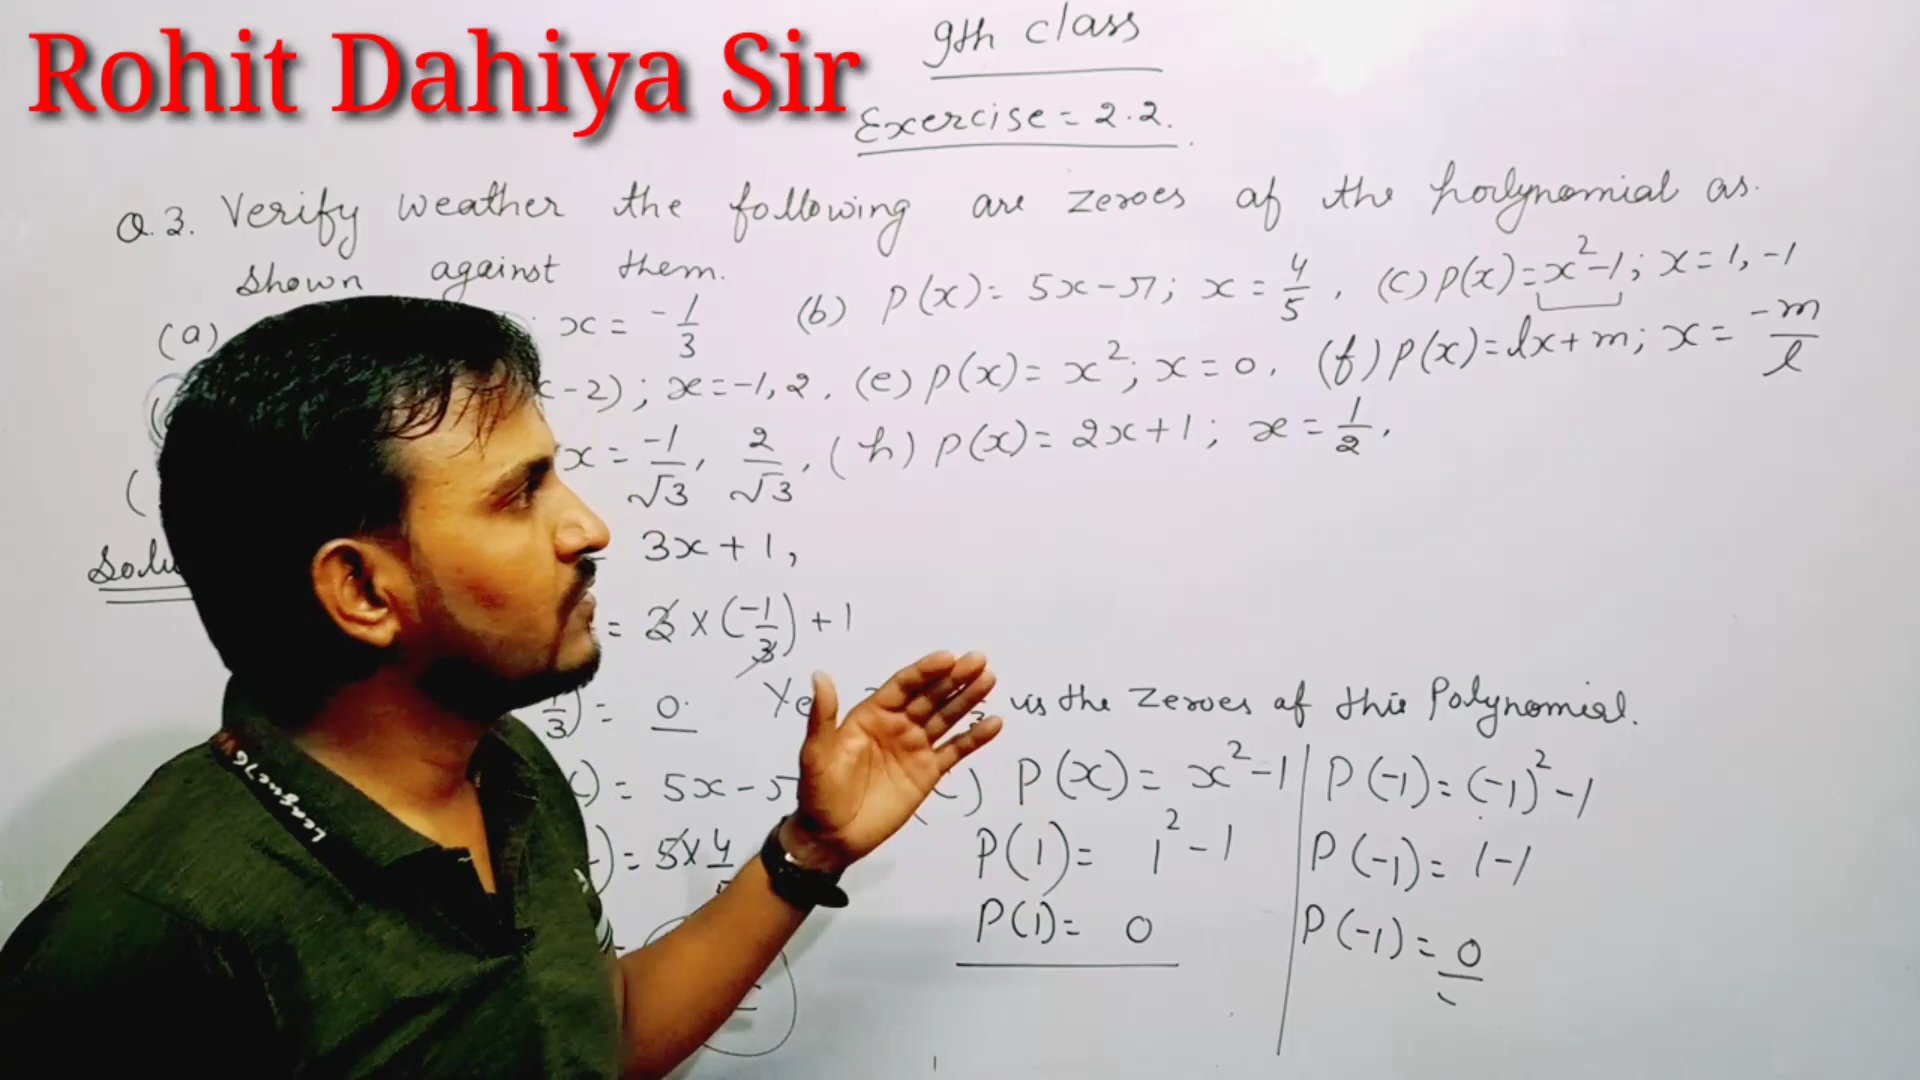 Rohit Dahiya Sir
9th class
Exercise = 2.2.
Q.3. Verify weather the following are zeroes of the polynomial as
shown against them.
(a) x = -1/3 (b) P(x) = 5x-π; x = 4/5, (c) P(x) = x²-1; x = 1, -1
x-2); x = -1, 2. (e) P(x) = x²; x = 0. (f) P(x) = lx+m; x = -m/l
x = -1/√3, 2/√3, (h) P(x) = 2x+1; x = 1/2.
= 3x+1,
= 3 × (-1/3) + 1
1/3) = 0. is the zeroes of this Polynomial.
x) = 5x-π
) = 5×4
P(x) = x²-1
P(1) = 1²-1
P(1) = 0
P(-1) = (-1)²-1
P(-1) = 1-1
P(-1) = 0
Language